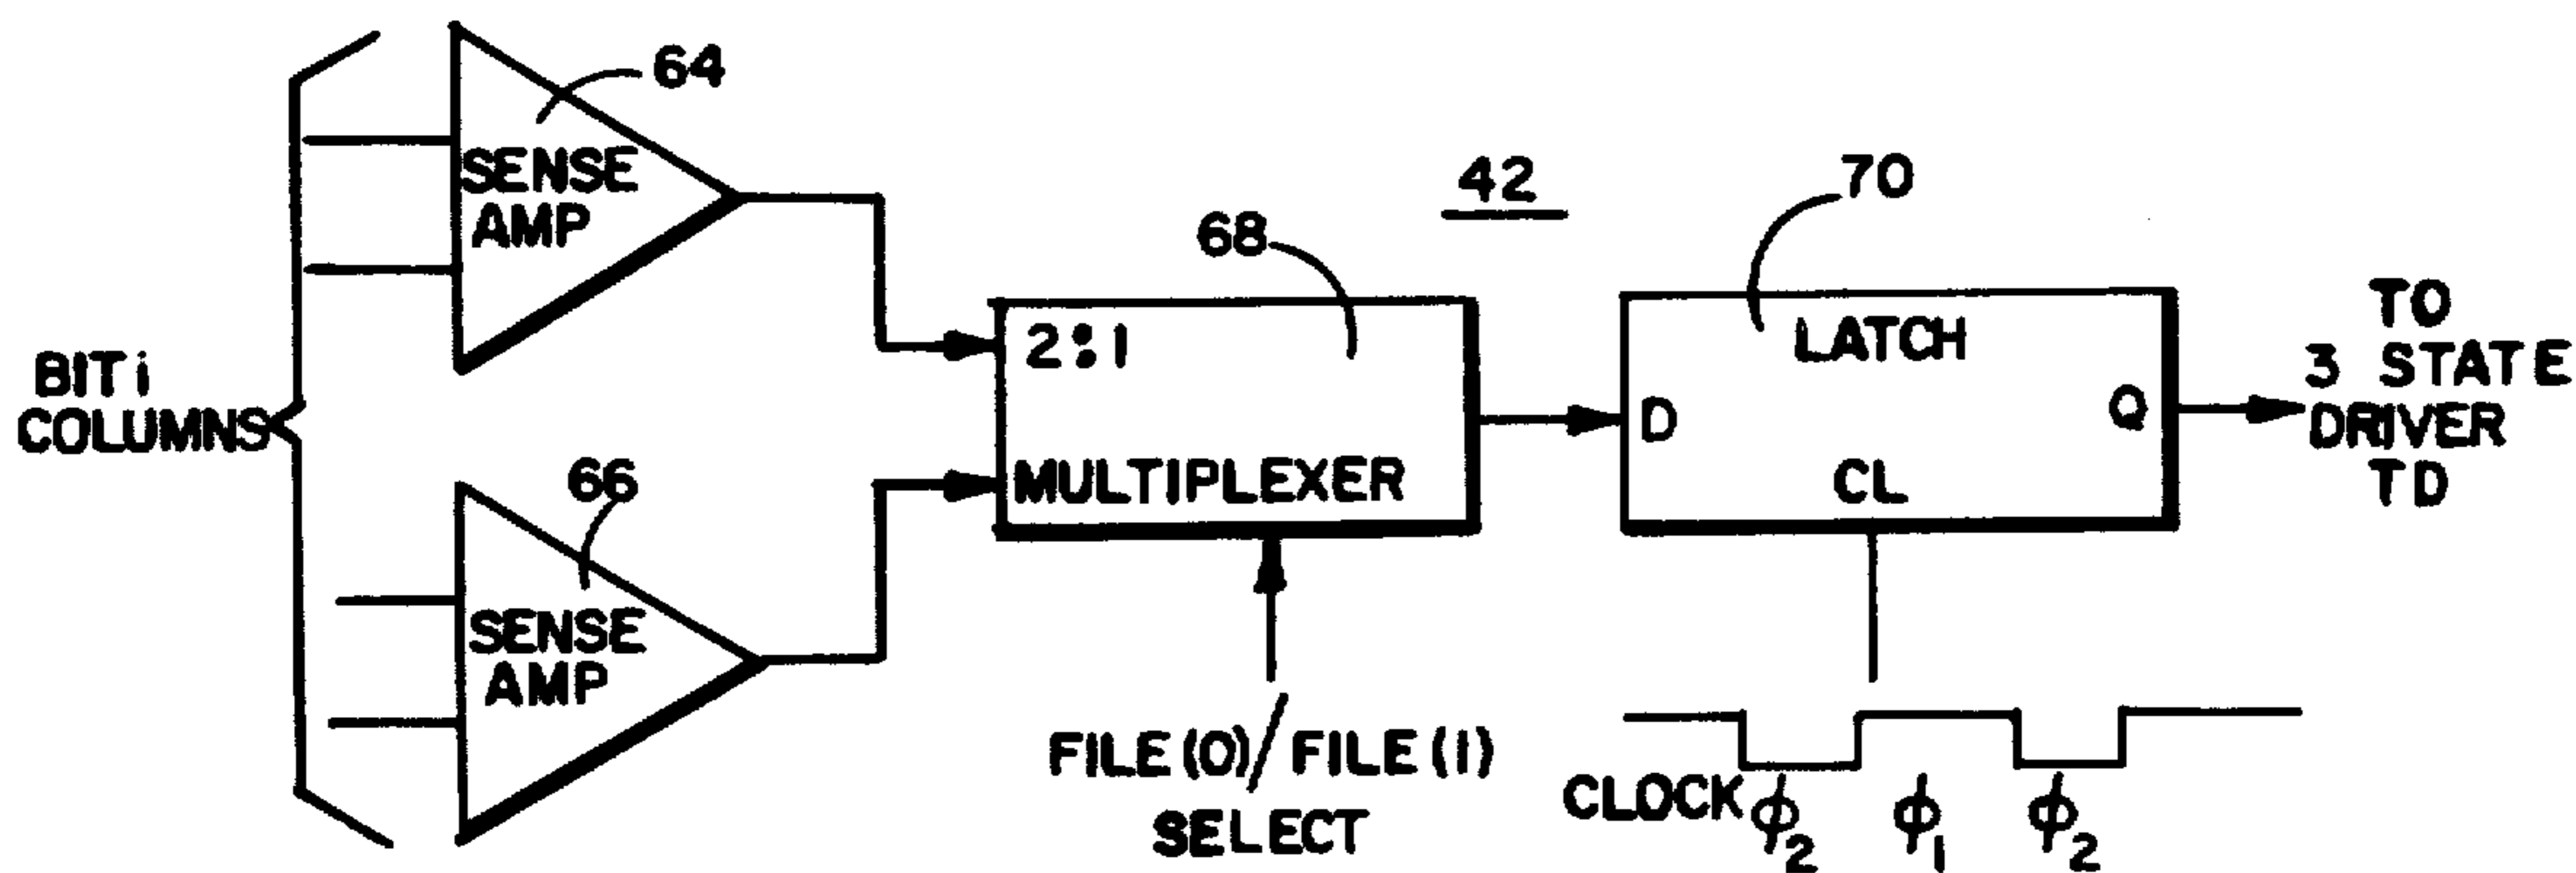 64
SENSE
AMP
BIT i
COLUMNS
66
SENSE
AMP
42
68
2:1
MULTIPLEXER
FILE (0)/FILE (1)
SELECT
70
LATCH
D
Q
CL
TO
3 STATE
DRIVER
TD
CLOCK ϕ2 ϕ1 ϕ2